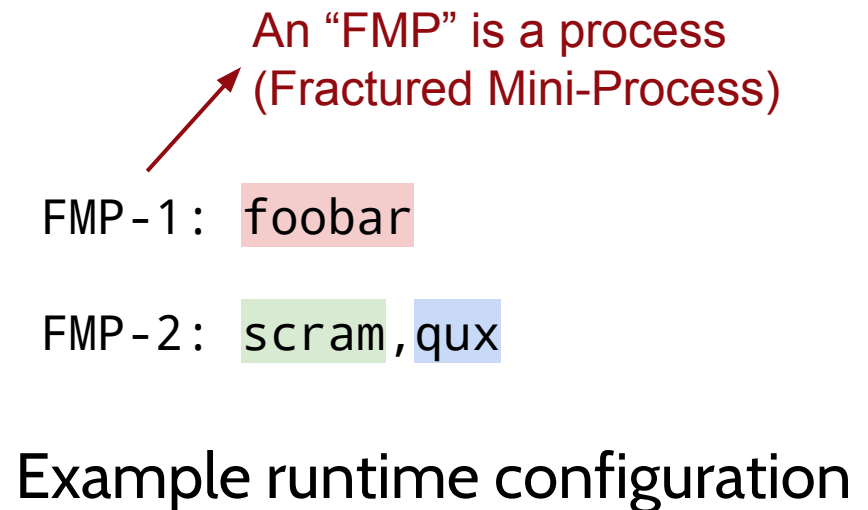 An “FMP” is a process
(Fractured Mini-Process)
FMP-1: foobar
FMP-2: scram,qux
Example runtime configuration